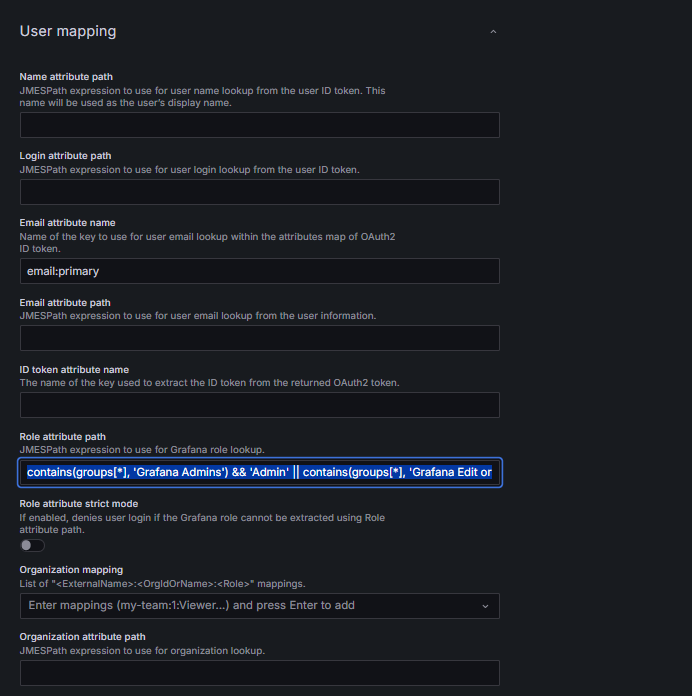 User mapping
Name attribute path
JMESPath expression to use for user name lookup from the user ID token. This
name will be used as the user's display name.
Login attribute path
JMESPath expression to use for user login lookup from the user ID token.
Email attribute name
Name of the key to use for user email lookup within the attributes map of OAuth2
ID token.
email:primary
Email attribute path
JMESPath expression to use for user email lookup from the user information.
ID token attribute name
The name of the key used to extract the ID token from the returned OAuth2 token.
Role attribute path
JMESPath expression to use for Grafana role lookup.
contains(groups[*], 'Grafana Admins') && 'Admin' || contains(groups[*], 'Grafana Edit or
Role attribute strict mode
If enabled, denies user login if the Grafana role cannot be extracted using Role
attribute path.
Organization mapping
List of "<ExternalName>:<OrgIdOrName>:<Role>" mappings.
Enter mappings (my-team:1:Viewer...) and press Enter to add
Organization attribute path
JMESPath expression to use for organization lookup.